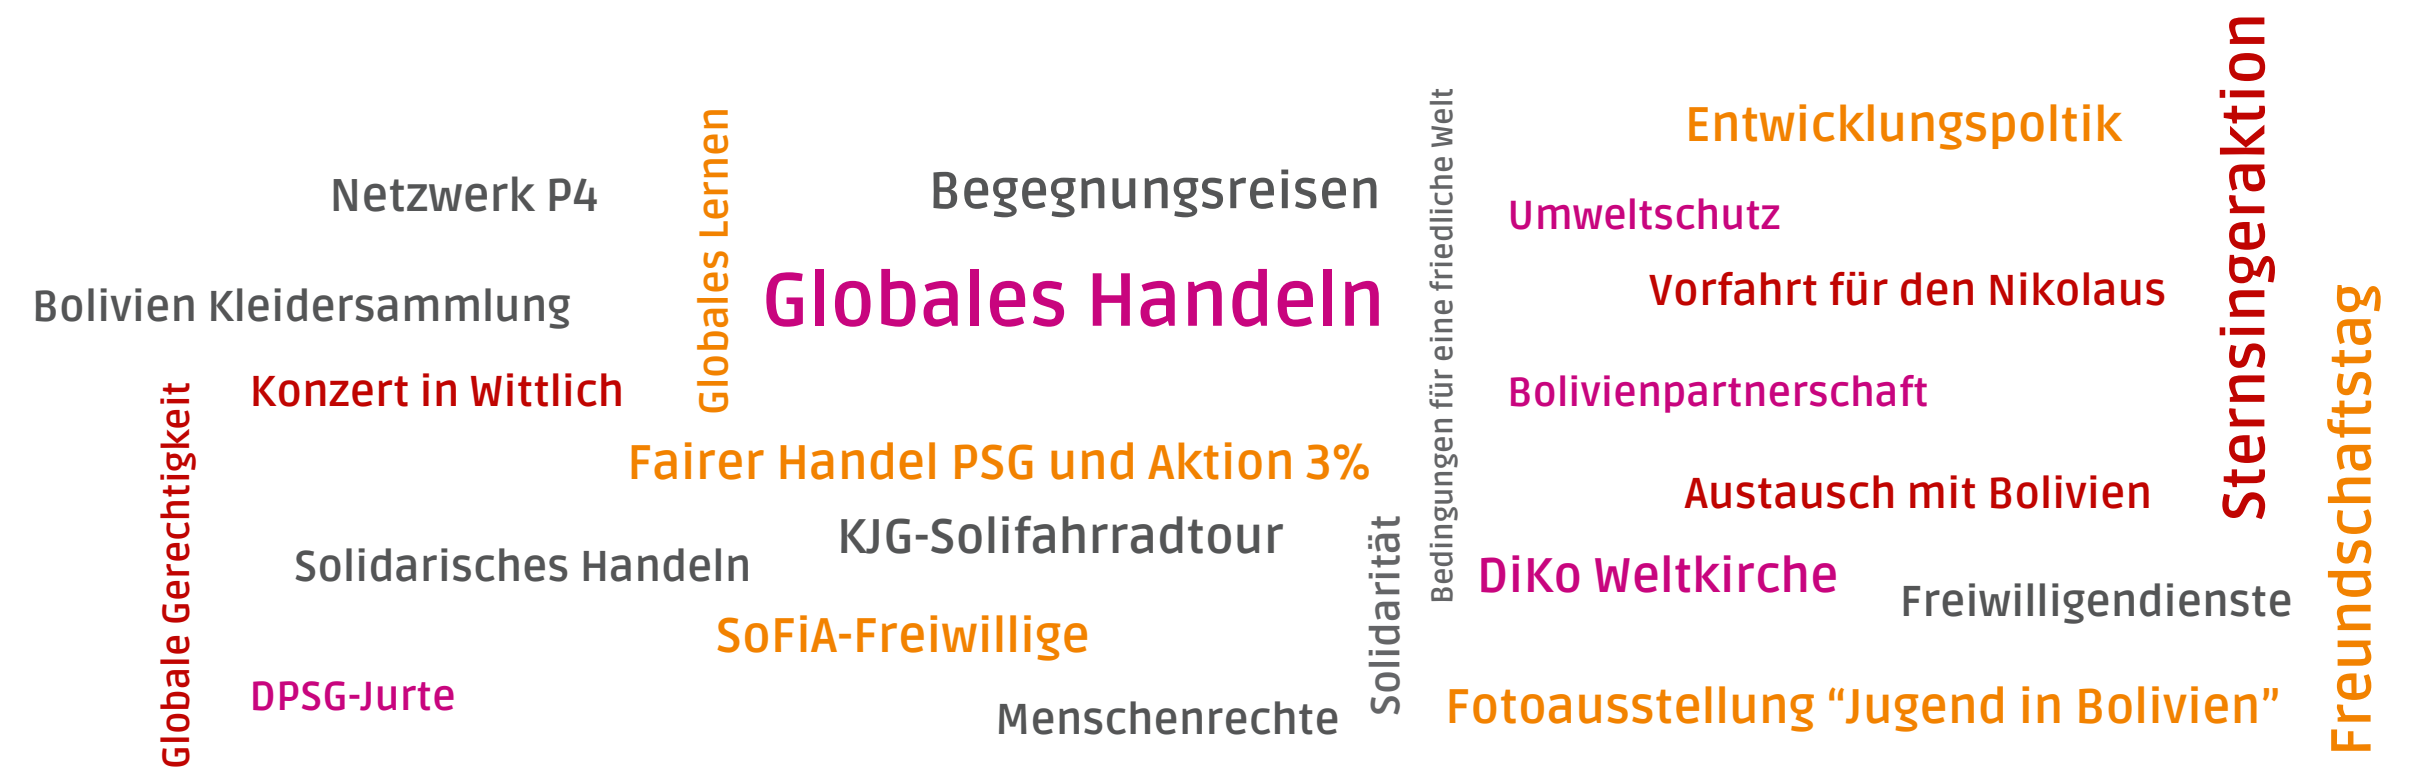 Netzwerk P4
Bolivien Kleidersammlung
Konzert in Wittlich
Globale Gerechtigkeit
Solidarisches Handeln
DPSG-Jurte
Globales Lernen
Begegnungsreisen
Globales Handeln
Fairer Handel PSG und Aktion 3%
KJG-Solifahrradtour
SoFiA-Freiwillige
Menschenrechte
Solidarität
Bedingungen für eine friedliche Welt
Entwicklungspoltik
Umweltschutz
Vorfahrt für den Nikolaus
Bolivienpartnerschaft
Austausch mit Bolivien
DiKo Weltkirche
Freiwilligendienste
Fotoausstellung “Jugend in Bolivien”
Sternsingeraktion
Freundschaftstag